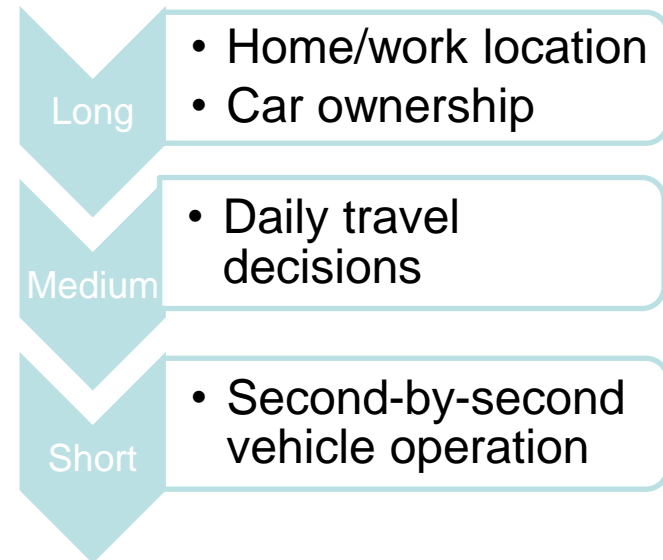 Long
• Home/work location
• Car ownership
Medium
• Daily travel
decisions
Short
• Second-by-second
vehicle operation